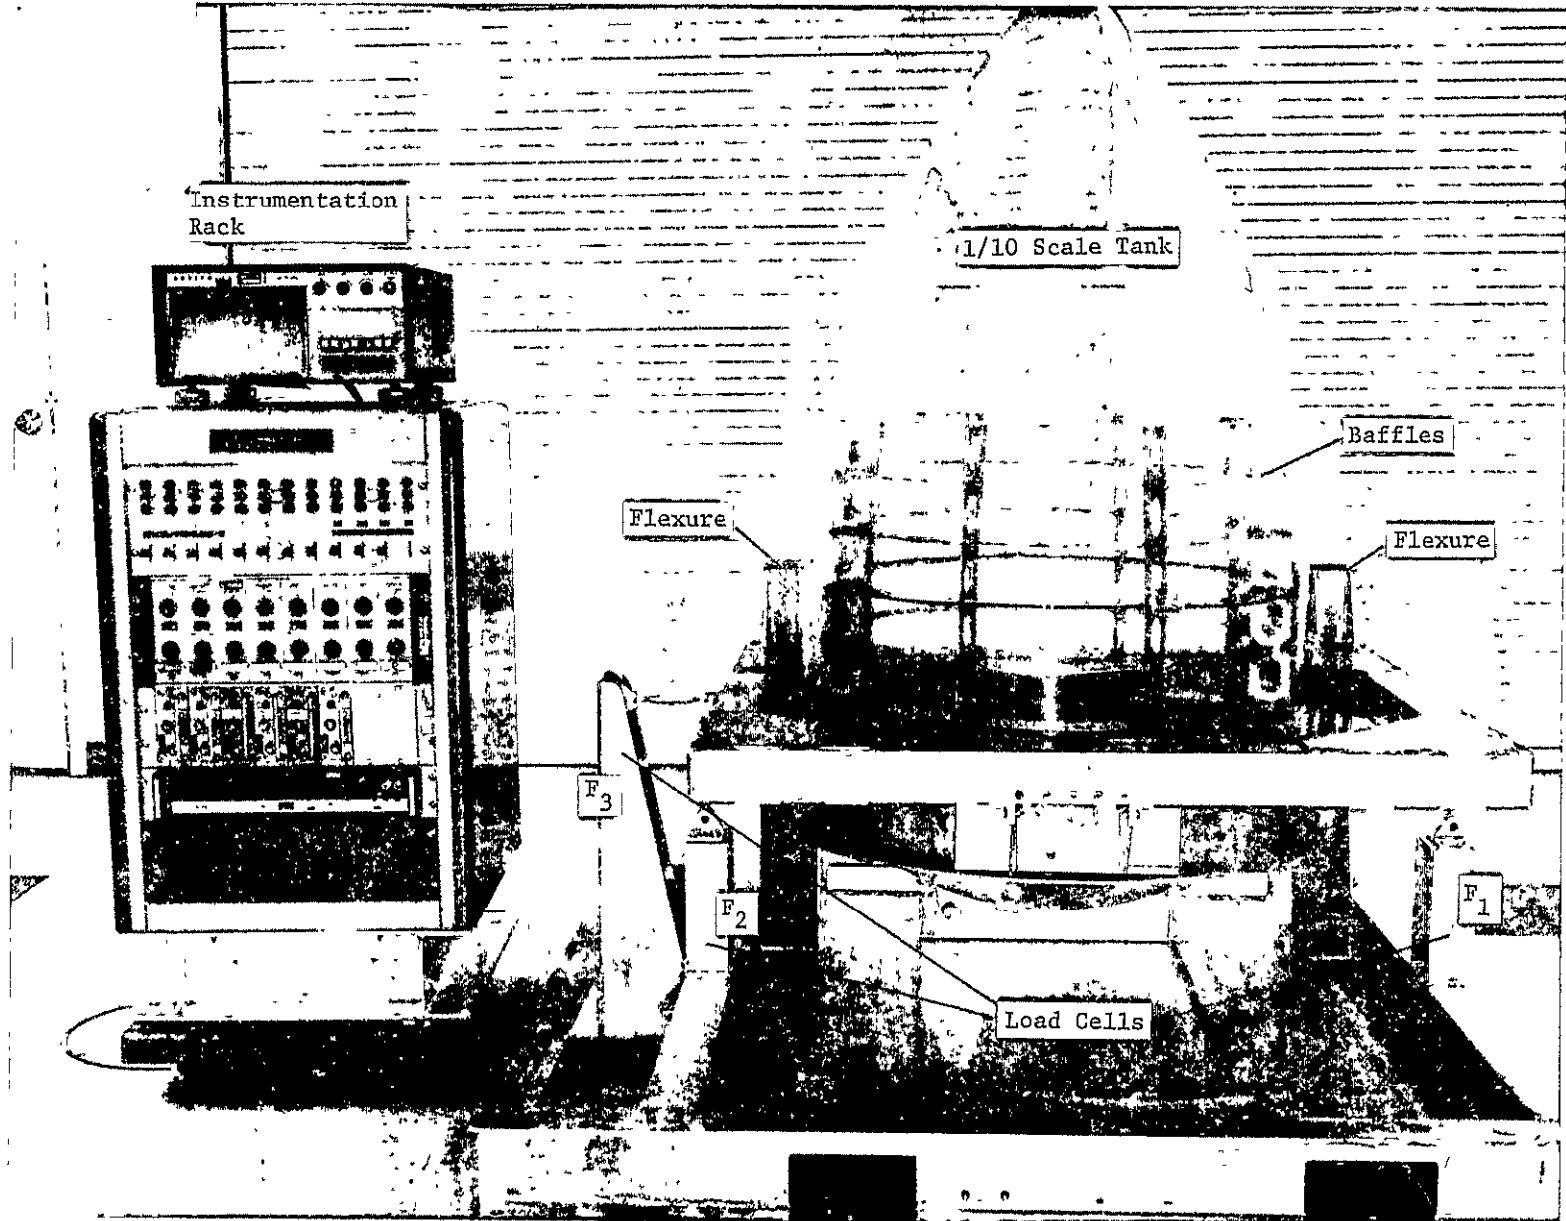 Instrumentation
Rack
1/10 Scale Tank
Baffles
Flexure
Flexure
F3
F2
F1
Load Cells